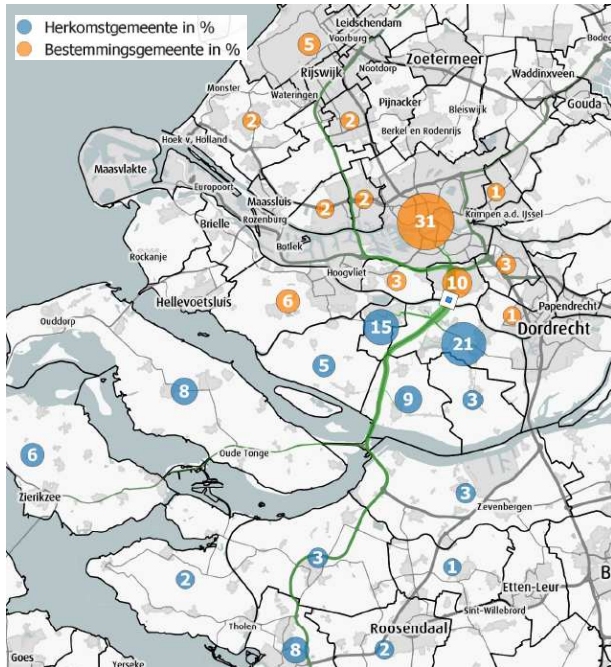 Herkomstgemeente in %
Bestemmingsgemeente in %
Leidschendam
Voorburg
5
Rijswijk
Nootdorp
Zoetermeer
Waddinxveen
Bode
Monster
Wateringen
Pijnacker
Bleiswijk
Gouda
2
2
Berkel en Rodenrijs
Hoek v. Holland
Maasvlakte
Europoort
Maassluis
2
2
1
Rozenburg
31
Krimpen a.d. IJssel
Brielle
Botlek
Rockanje
Hoogvliet
3
10
3
Hellevoetsluis
6
Papendrecht
1
Dordrecht
Ouddorp
15
21
5
8
9
3
6
Oude Tonge
Zierikzee
3
Zevenbergen
3
2
1
Etten-Leur
B
Sint-Willebrord
Tholen
Roosendaal
8
2
Goes
Yerseke